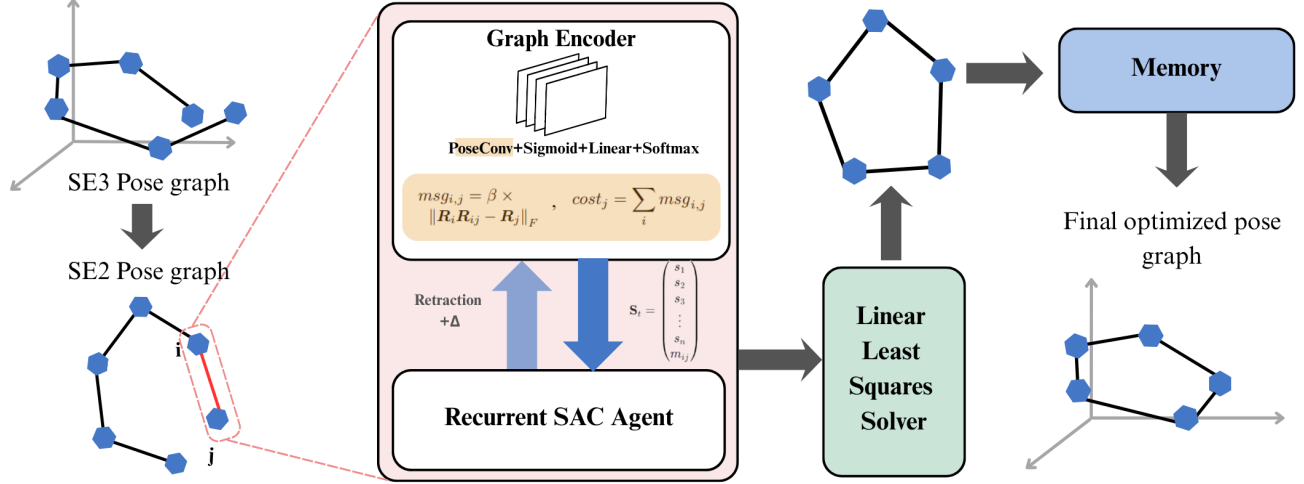 SE3 Pose graph
SE2 Pose graph
i
j
Graph Encoder
PoseConv+Sigmoid+Linear+Softmax
msg_{i,j} = β ×
‖R_i R_{ij} − R_j‖_F , cost_j = ∑_i msg_{i,j}
Retraction
+Δ
S_t =
s_1
s_2
s_3
⋮
s_n
m_{ij}
Recurrent SAC Agent
Linear
Least
Squares
Solver
Memory
Final optimized pose
graph